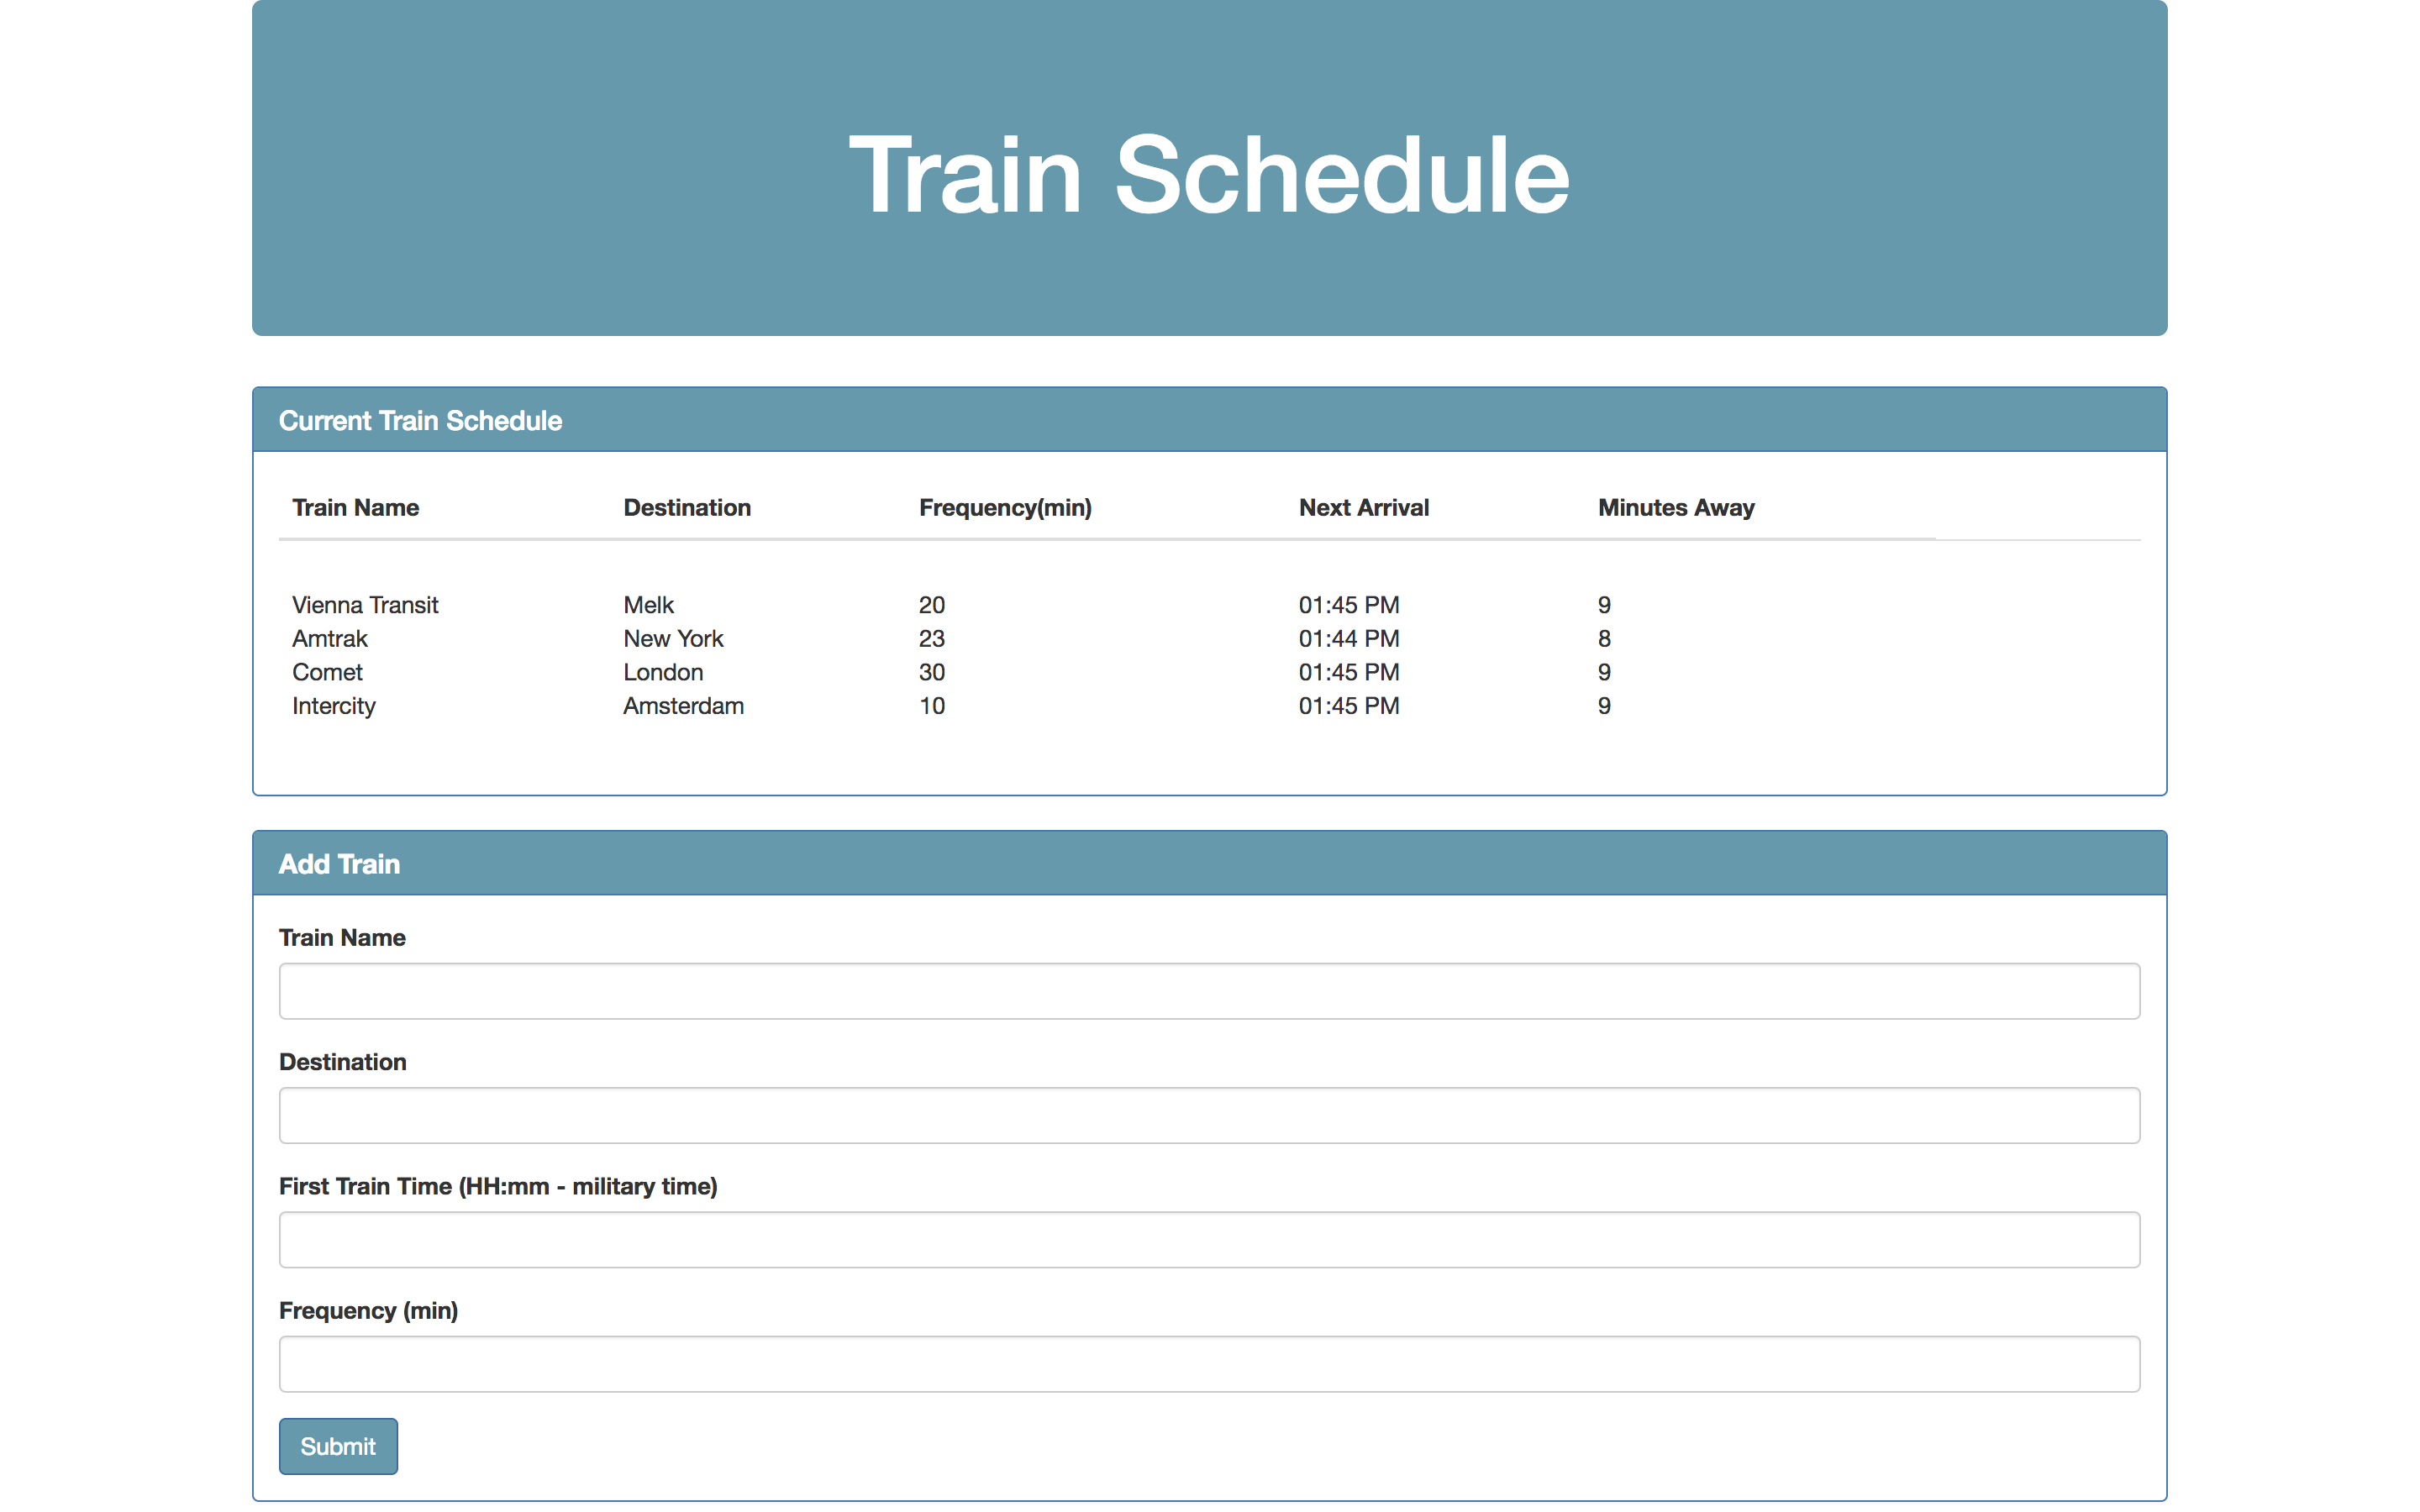 Train Schedule
Current Train Schedule
Train Name Destination Frequency(min) Next Arrival Minutes Away
Vienna Transit Melk 20 01:45 PM 9
Amtrak New York 23 01:44 PM 8
Comet London 30 01:45 PM 9
Intercity Amsterdam 10 01:45 PM 9
Add Train
Train Name
Destination
First Train Time (HH:mm - military time)
Frequency (min)
Submit